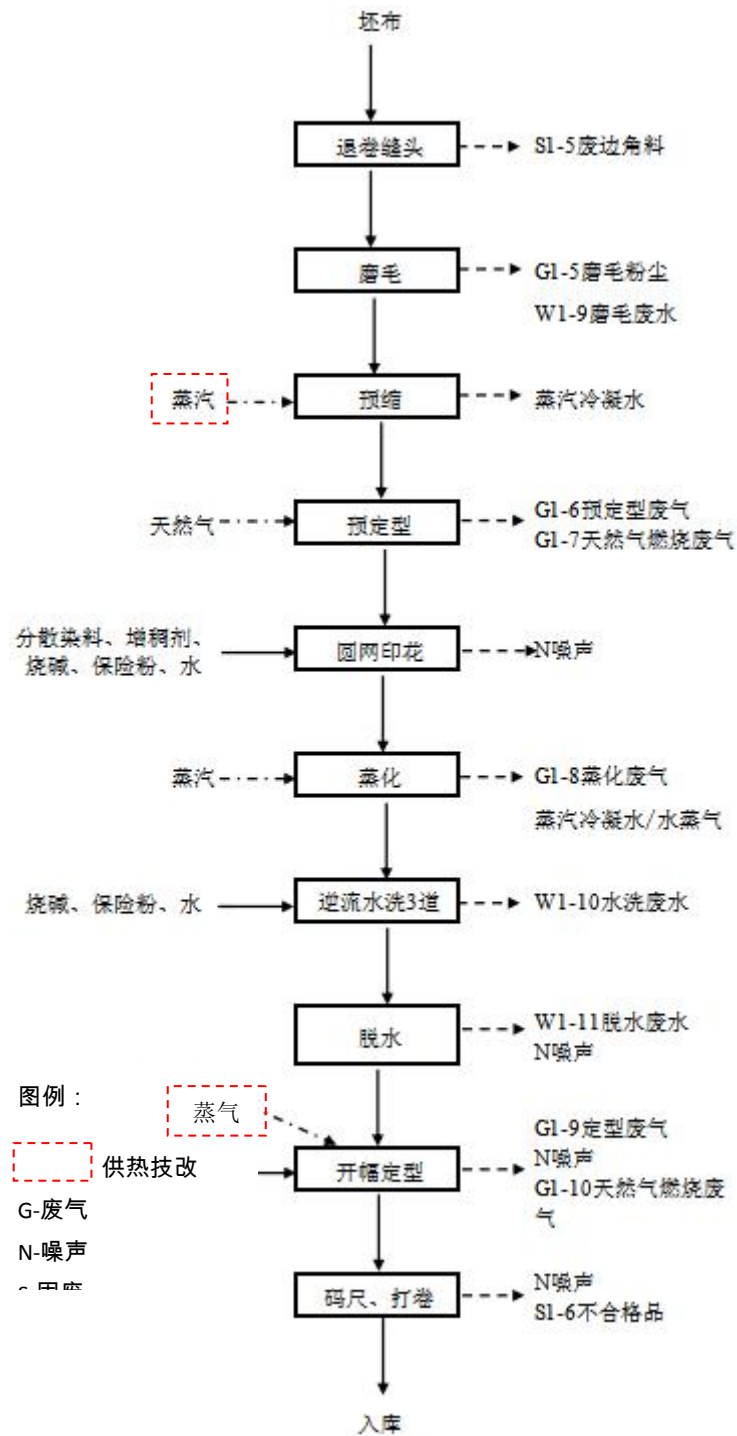 坯布
退卷缝头
S1-5废边角料
磨毛
G1-5磨毛粉尘
W1-9磨毛废水
蒸汽
预缩
蒸汽冷凝水
天然气
预定型
G1-6预定型废气
G1-7天然气燃烧废气
分散染料、增稠剂、
烧碱、保险粉、水
圆网印花
N噪声
蒸汽
蒸化
G1-8蒸化废气
蒸汽冷凝水/水蒸气
烧碱、保险粉、水
逆流水洗3道
W1-10水洗废水
脱水
W1-11脱水废水
N噪声
图例：
蒸气
供热技改
开幅定型
G1-9定型废气
N噪声
G1-10天然气燃烧废
气
G-废气
N-噪声
码尺、打卷
N噪声
S1-6不合格品
入库